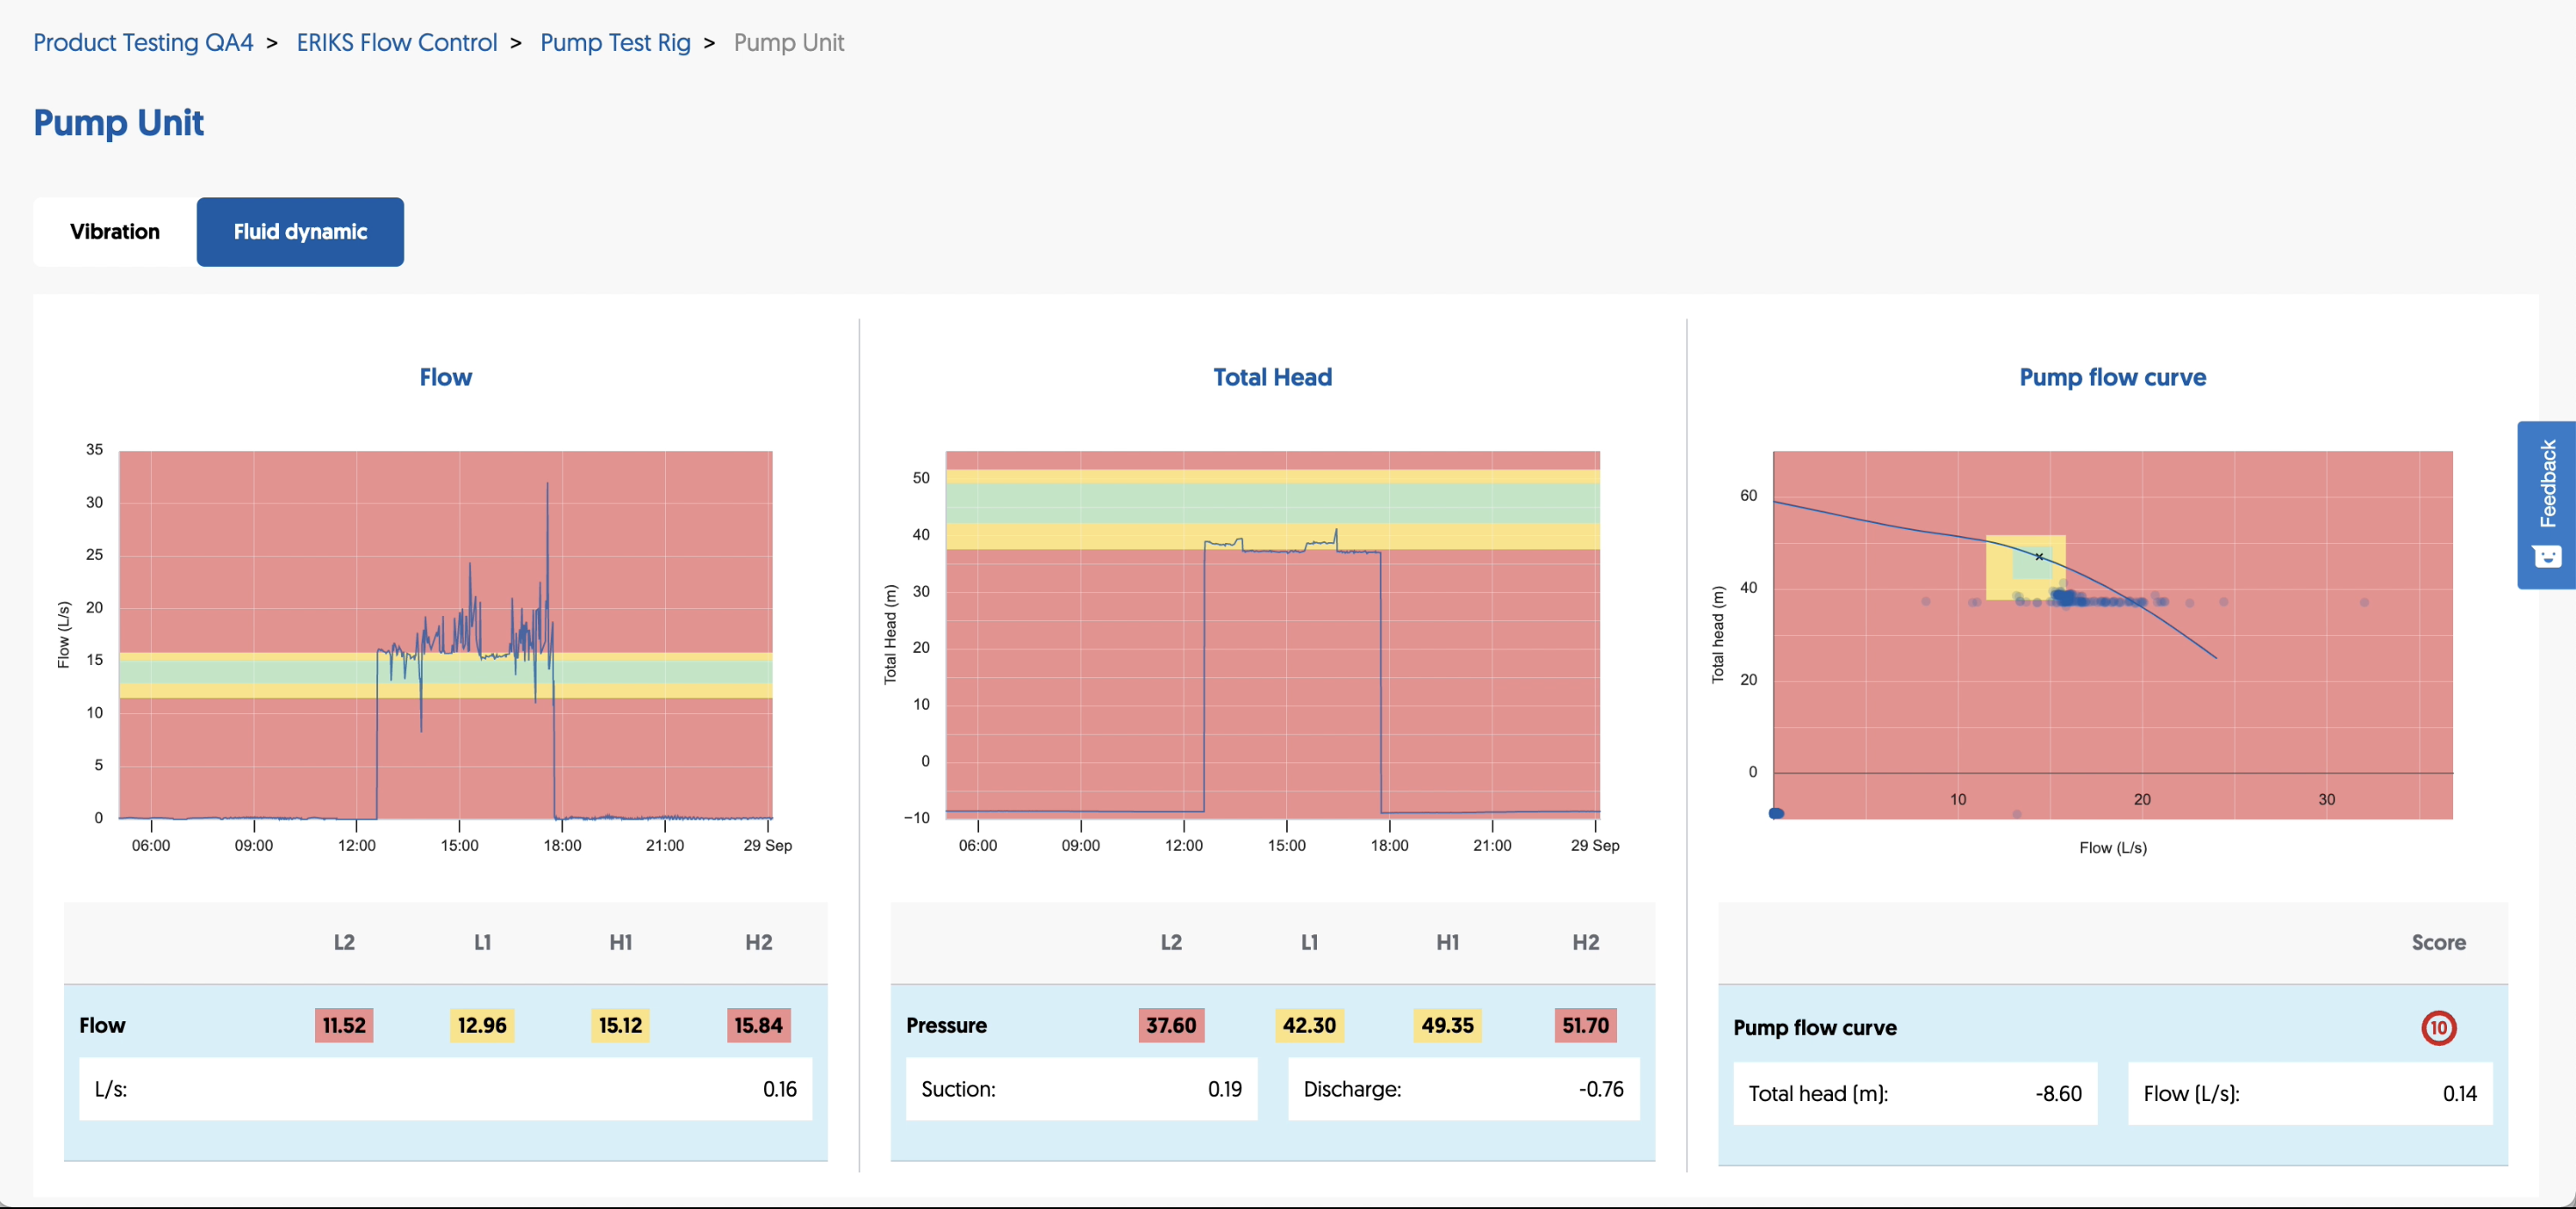 Product Testing QA4 > ERIKS Flow Control > Pump Test Rig > Pump Unit
Pump Unit
Vibration Fluid dynamic
Flow
35
30
25
20
15
10
5
0
Flow (L/s)
06:00 09:00 12:00 15:00 18:00 21:00 29 Sep
L2 L1 H1 H2
Flow 11.52 12.96 15.12 15.84
L/s: 0.16
Total Head
50
40
30
20
10
0
−10
Total Head (m)
06:00 09:00 12:00 15:00 18:00 21:00 29 Sep
L2 L1 H1 H2
Pressure 37.60 42.30 49.35 51.70
Suction: 0.19 Discharge: -0.76
Pump flow curve
60
40
20
0
Total head (m)
10 20 30
Flow (L/s)
Score
Pump flow curve 10
Total head (m): -8.60 Flow (L/s): 0.14
Feedback